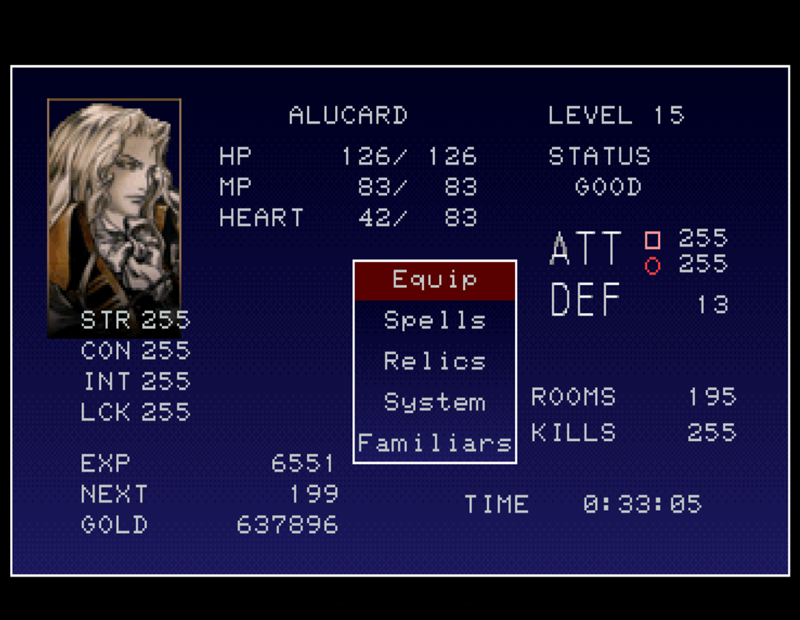 ALUCARD LEVEL 15
HP 126/ 126 STATUS
MP 83/ 83 GOOD
HEART 42/ 83
ATT 255
255
DEF 13
Equip
Spells
Relics
System
Familiars
STR 255
CON 255
INT 255
LCK 255
ROOMS 195
KILLS 255
EXP 6551
NEXT 199
GOLD 637896
TIME 0:33:05